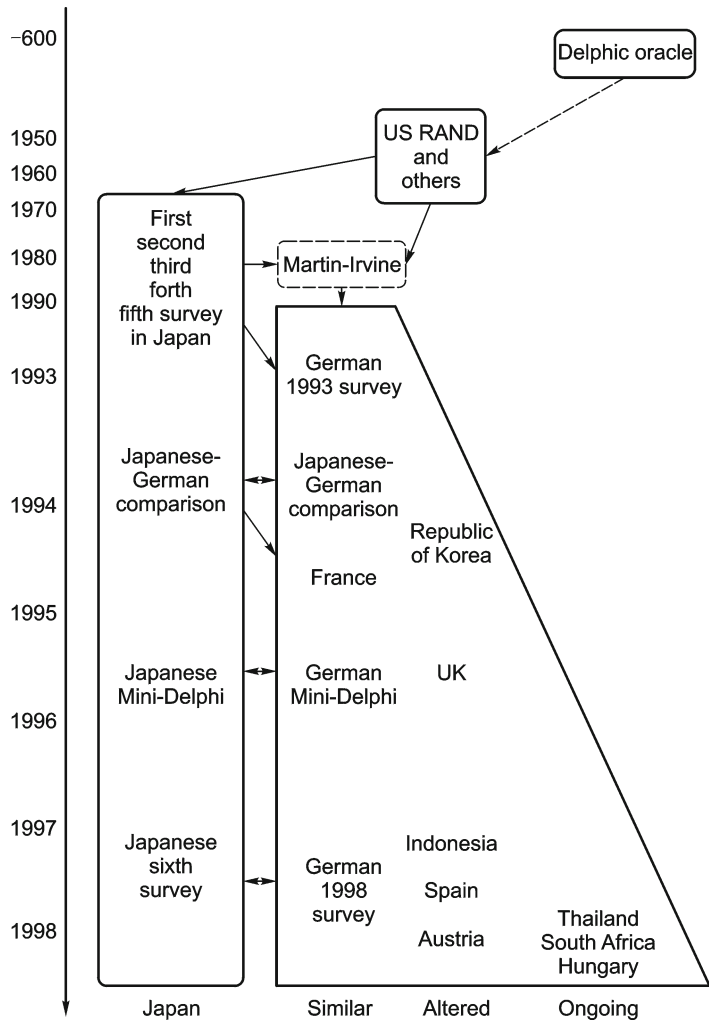 −600
Delphic oracle
1950
US RAND
and
others
1960
1970
First
second
third
forth
fifth survey
in Japan
1980
Martin-Irvine
1990
1993
German
1993 survey
Japanese-
German
comparison
Japanese-
German
comparison
1994
Republic
of Korea
France
1995
Japanese
Mini-Delphi
German
Mini-Delphi
UK
1996
1997
Japanese
sixth
survey
German
1998
survey
Indonesia
Spain
Austria
1998
Thailand
South Africa
Hungary
Japan
Similar
Altered
Ongoing